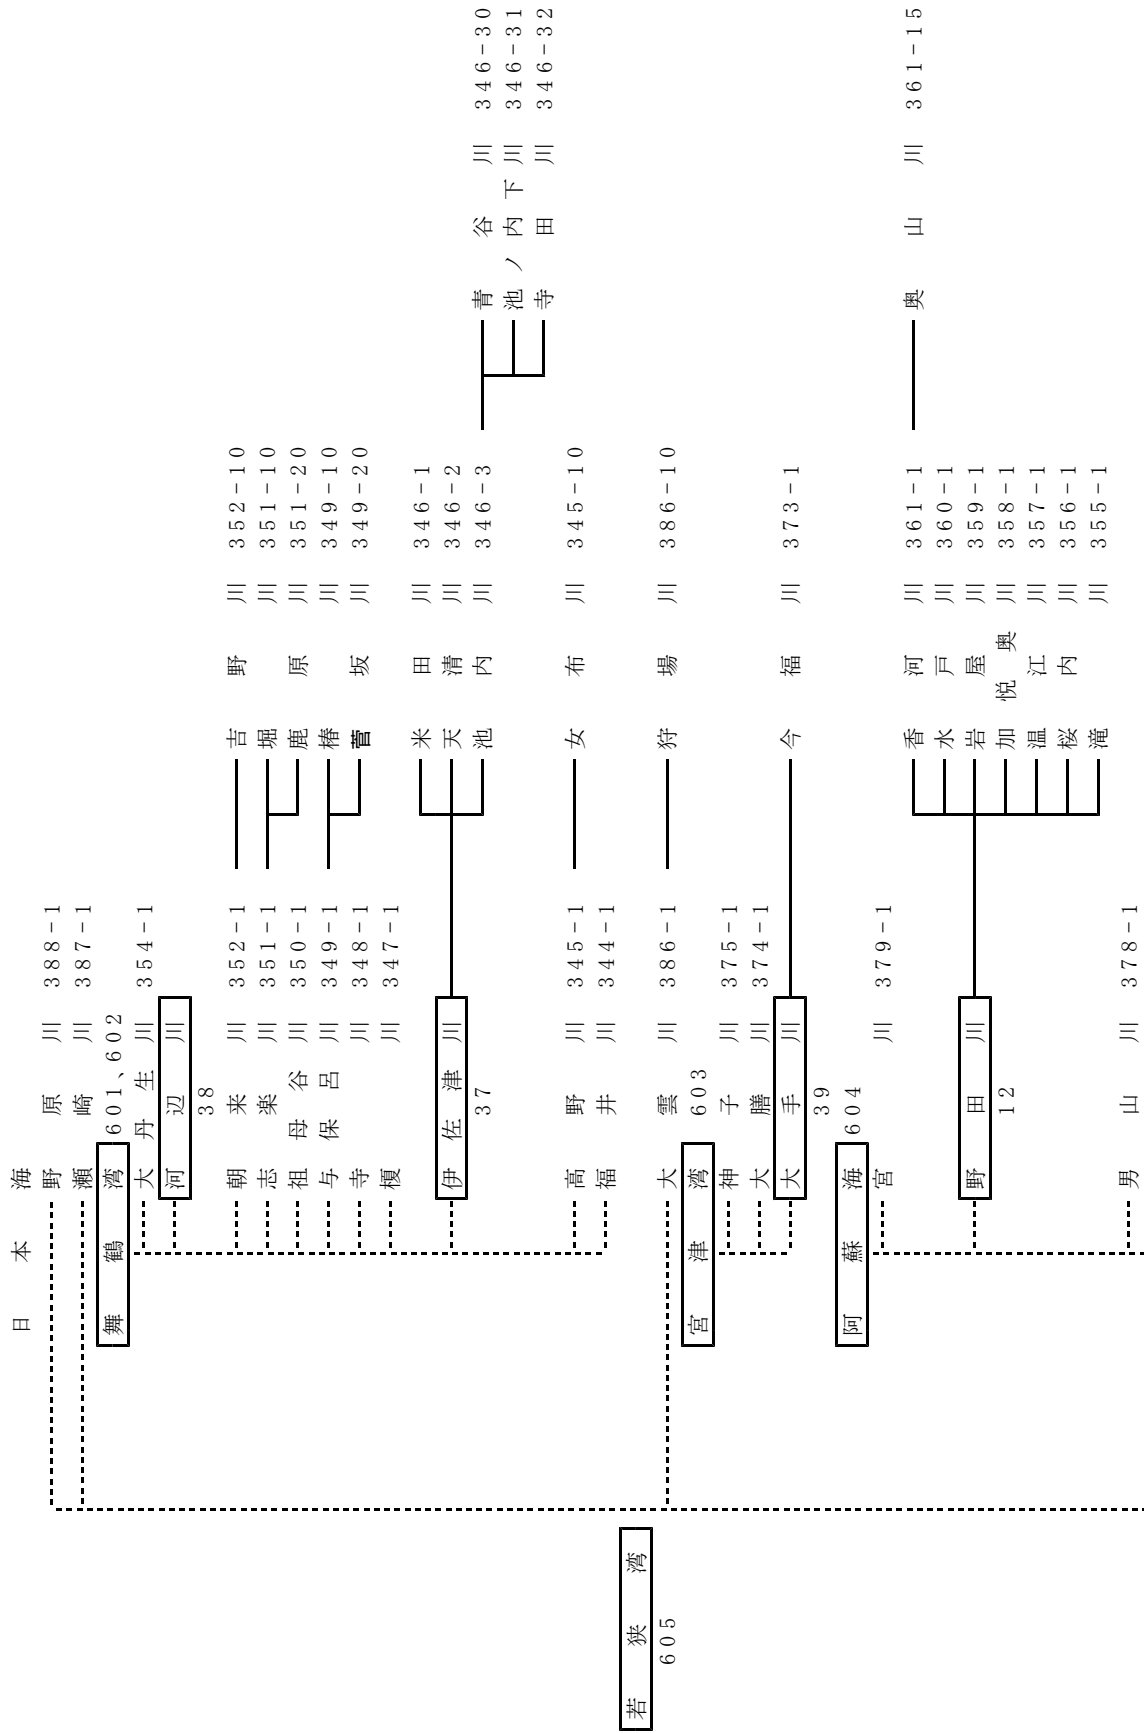 日本海
野原川 388-1
瀬崎川 387-1
舞鶴湾 601、602
大丹生川 354-1
河辺川
38
朝来川 352-1
吉野川 352-10
志楽川 351-1
堀川 351-10
祖母谷川 350-1
鹿原川 351-20
与保呂川 349-1
椿川 349-10
寺川 348-1
菅坂川 349-20
榎川 347-1
米田川 346-1
伊佐津川
37
天清川 346-2
池内川 346-3
青谷川 346-30
池ノ内下川 346-31
寺田川 346-32
高野川 345-1
女布川 345-10
福井川 344-1
若狭湾
605
大雲川 386-1
狩場川 386-10
宮津湾 603
神子川 375-1
大膳川 374-1
大手川
39
今福川 373-1
阿蘇海 604
宮川 379-1
香河川 361-1
奥山川 361-15
水戸川 360-1
野田川
12
岩屋川 359-1
加悦奥川 358-1
温江川 357-1
桜内川 356-1
滝川 355-1
男山川 378-1